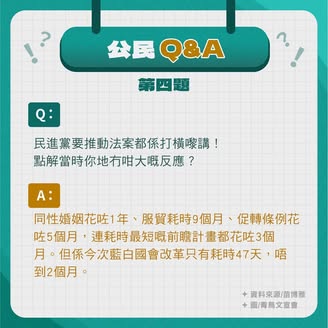 公民 Q&A
第四題
Q：
民進黨要推動法案都係打橫嚟講！
點解當時你地冇咁大嘅反應？
A：
同性婚姻花咗1年、服貿耗時9個月、促轉條例花
咗5個月，連耗時最短嘅前瞻計畫都花咗3個
月。但係今次藍白國會改革只有耗時47天，唔
到2個月。
資料來源/苗博雅
圖/青鳥文宣會